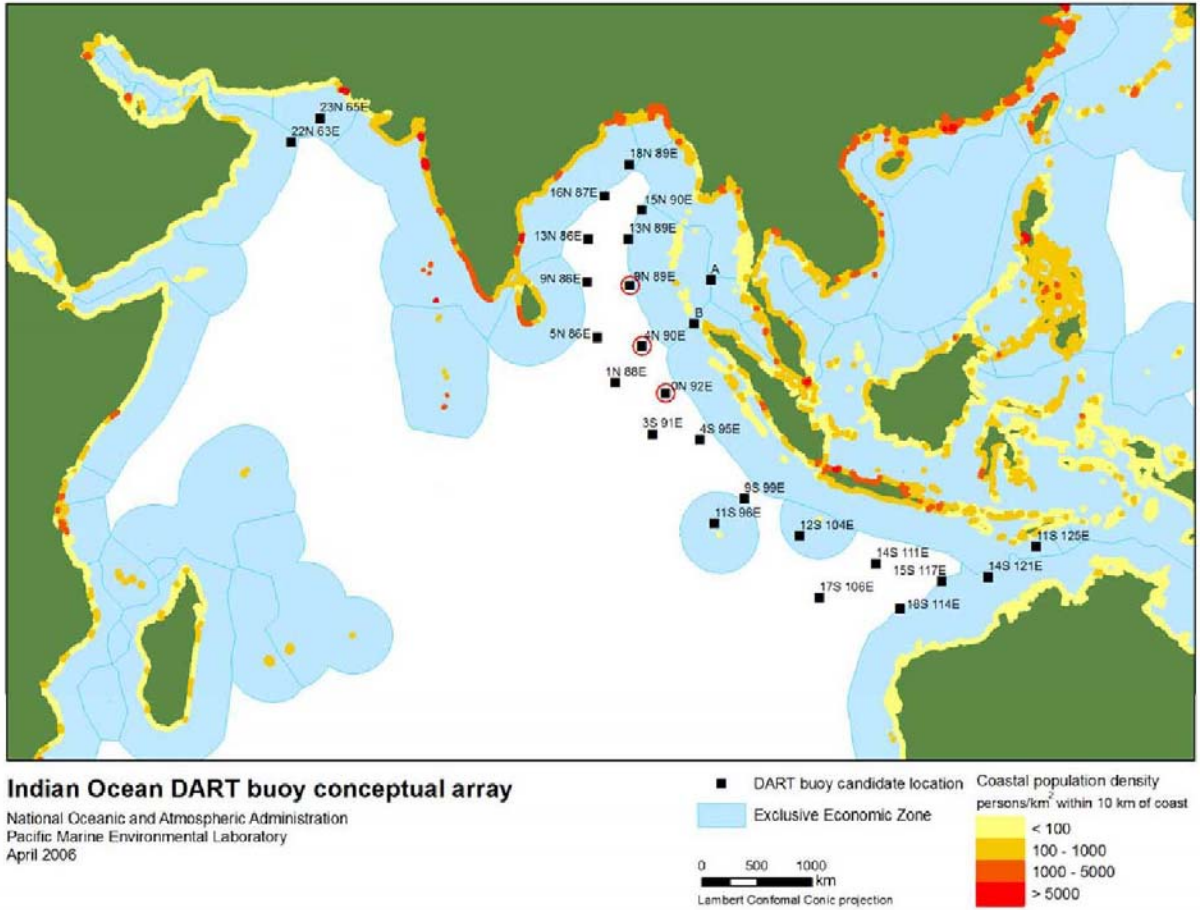 23N 65E
22N 63E
18N 89E
16N 87E
15N 90E
13N 86E
13N 89E
9N 86E
9N 89E
A
B
5N 86E
4N 90E
1N 88E
0N 92E
3S 91E
4S 95E
9S 99E
11S 96E
12S 104E
11S 125E
14S 111E
15S 117E
14S 121E
17S 106E
18S 114E
Indian Ocean DART buoy conceptual array
National Oceanic and Atmospheric Administration
Pacific Marine Environmental Laboratory
April 2006
DART buoy candidate location
Exclusive Economic Zone
0 500 1000
km
Lambert Confomal Conic projection
Coastal population density
persons/km² within 10 km of coast
< 100
100 - 1000
1000 - 5000
> 5000